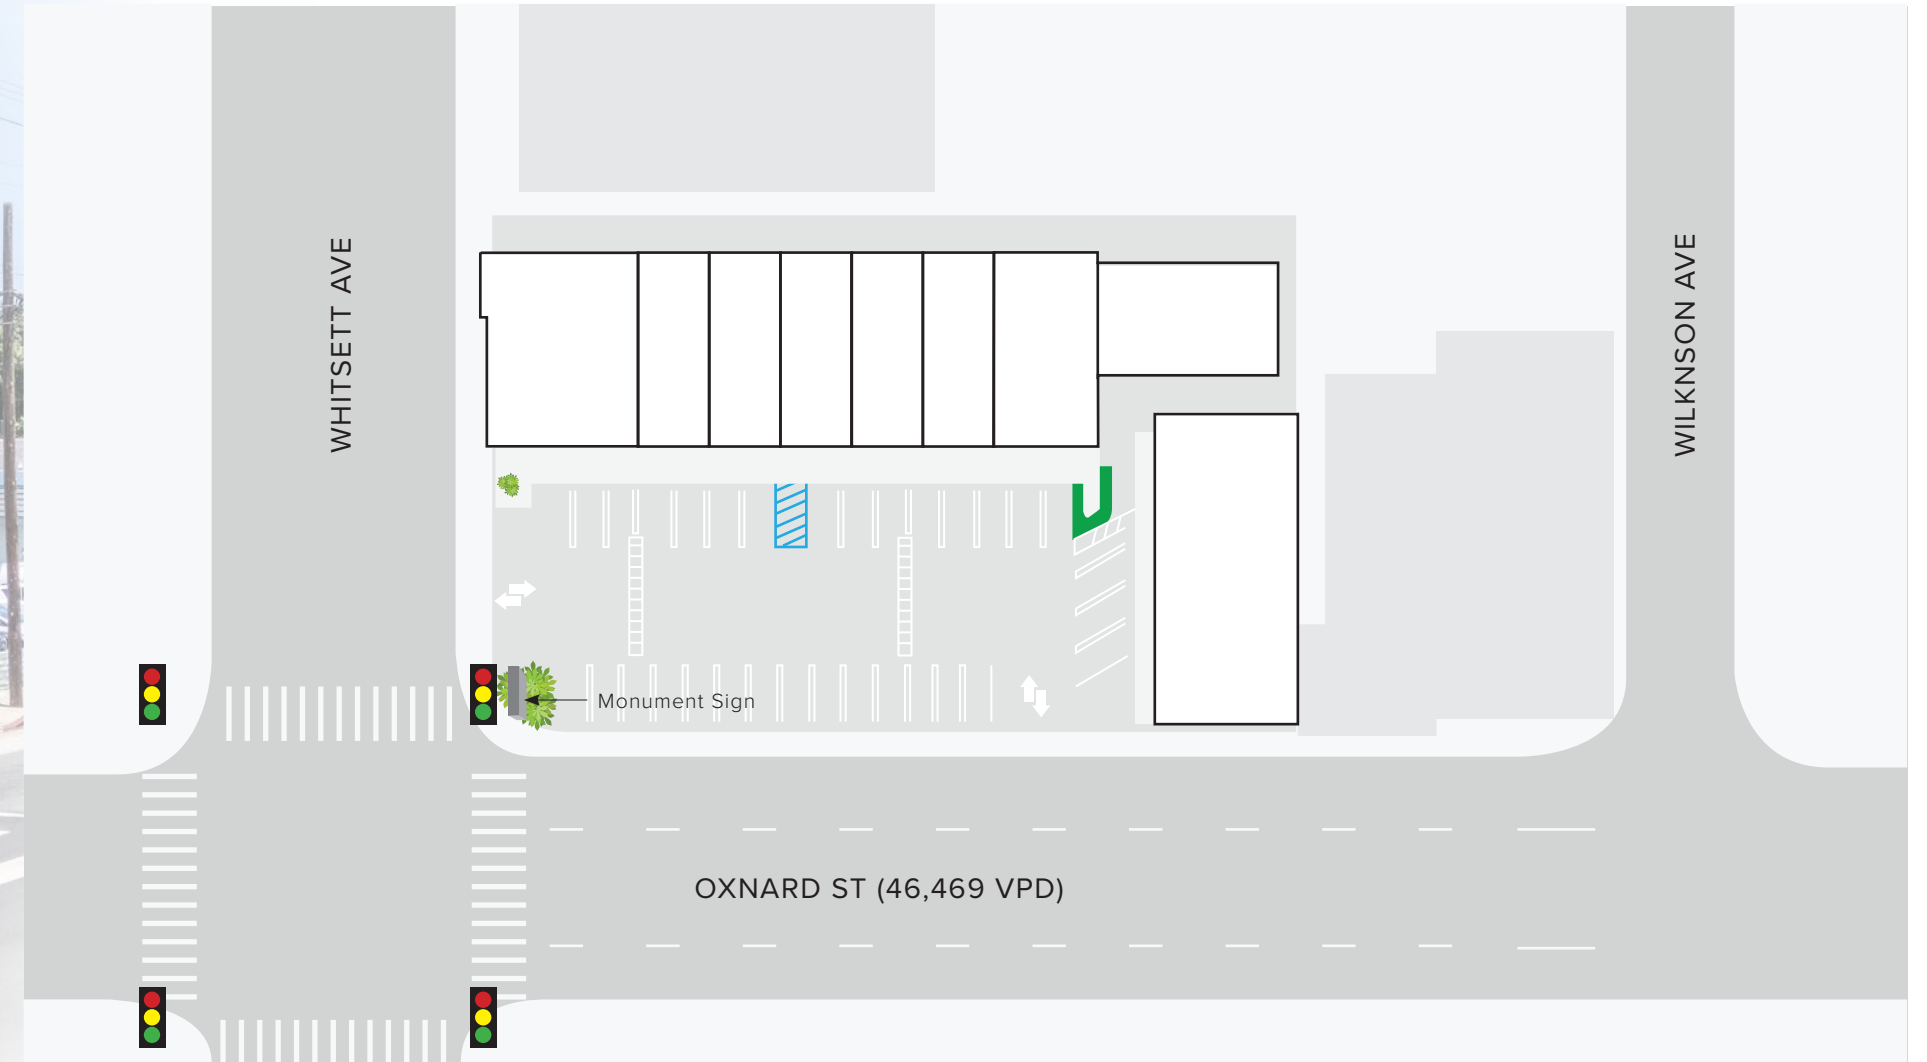 WHITSETT AVE
WILKNSON AVE
Monument Sign
OXNARD ST (46,469 VPD)